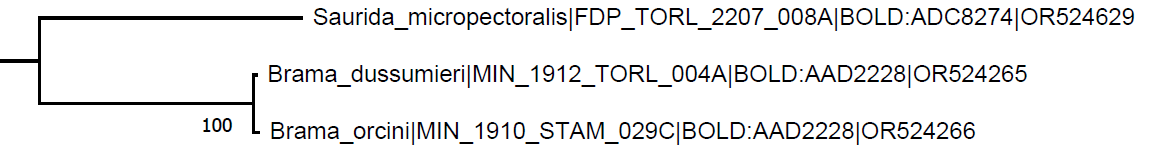 Saurida_micropectoralis|FDP_TORL_2207_008A|BOLD:ADC8274|OR524629
Brama_dussumieri|MIN_1912_TORL_004A|BOLD:AAD2228|OR524265
100
Brama_orcini|MIN_1910_STAM_029C|BOLD:AAD2228|OR524266